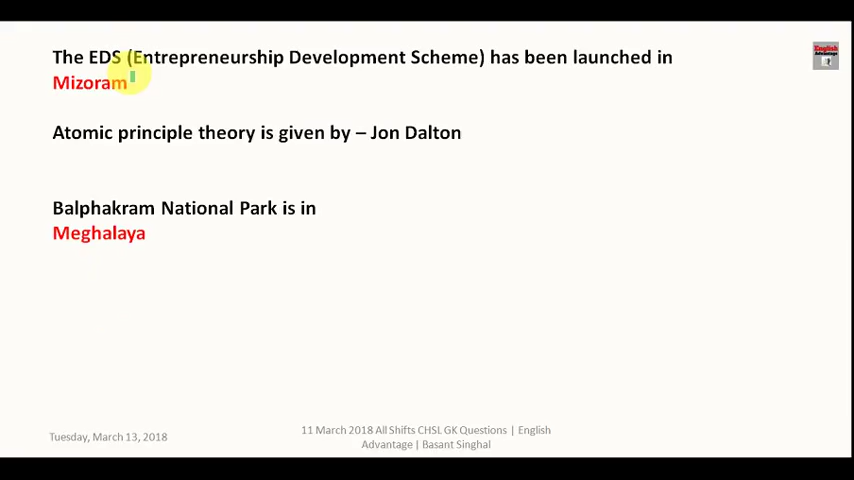 The EDS (Entrepreneurship Development Scheme) has been launched in
Mizoram
English
Advantage
Atomic principle theory is given by – Jon Dalton
Balphakram National Park is in
Meghalaya
Tuesday, March 13, 2018
11 March 2018 All Shifts CHSL GK Questions | English
Advantage | Basant Singhal